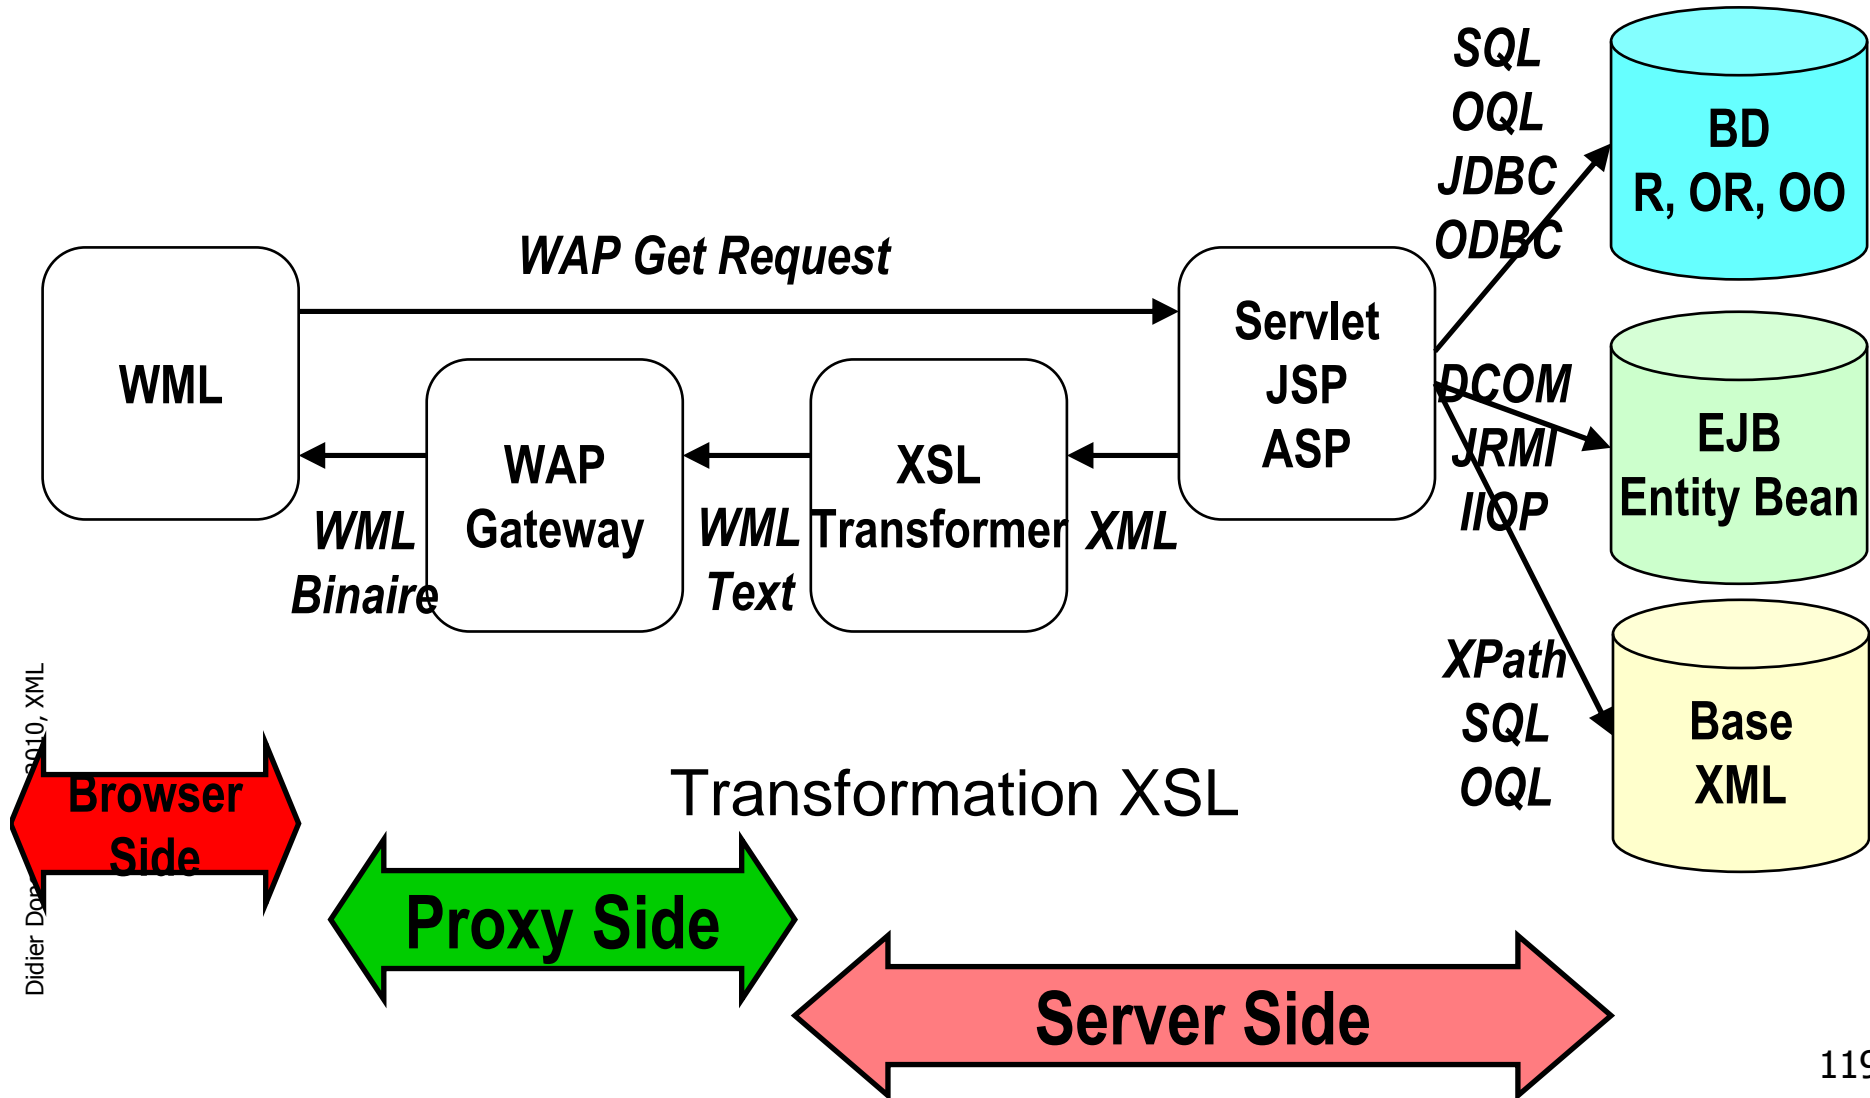 SQL
OQL
JDBC
ODBC
BD
R, OR, OO
WAP Get Request
WML
Servlet
JSP
ASP
WAP
Gateway
XSL
Transformer
WML
Binaire
WML
Text
XML
DCOM
JRMI
IIOP
EJB
Entity Bean
XPath
SQL
OQL
Base
XML
Didier 2010, XML
Browser
Side
Transformation XSL
Proxy Side
Server Side
119